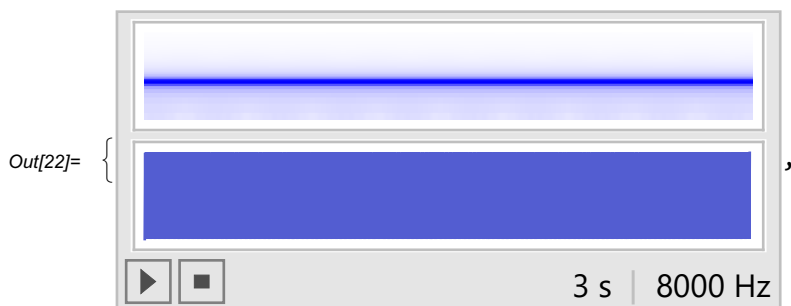 Out[22]= { ,
3 s | 8000 Hz